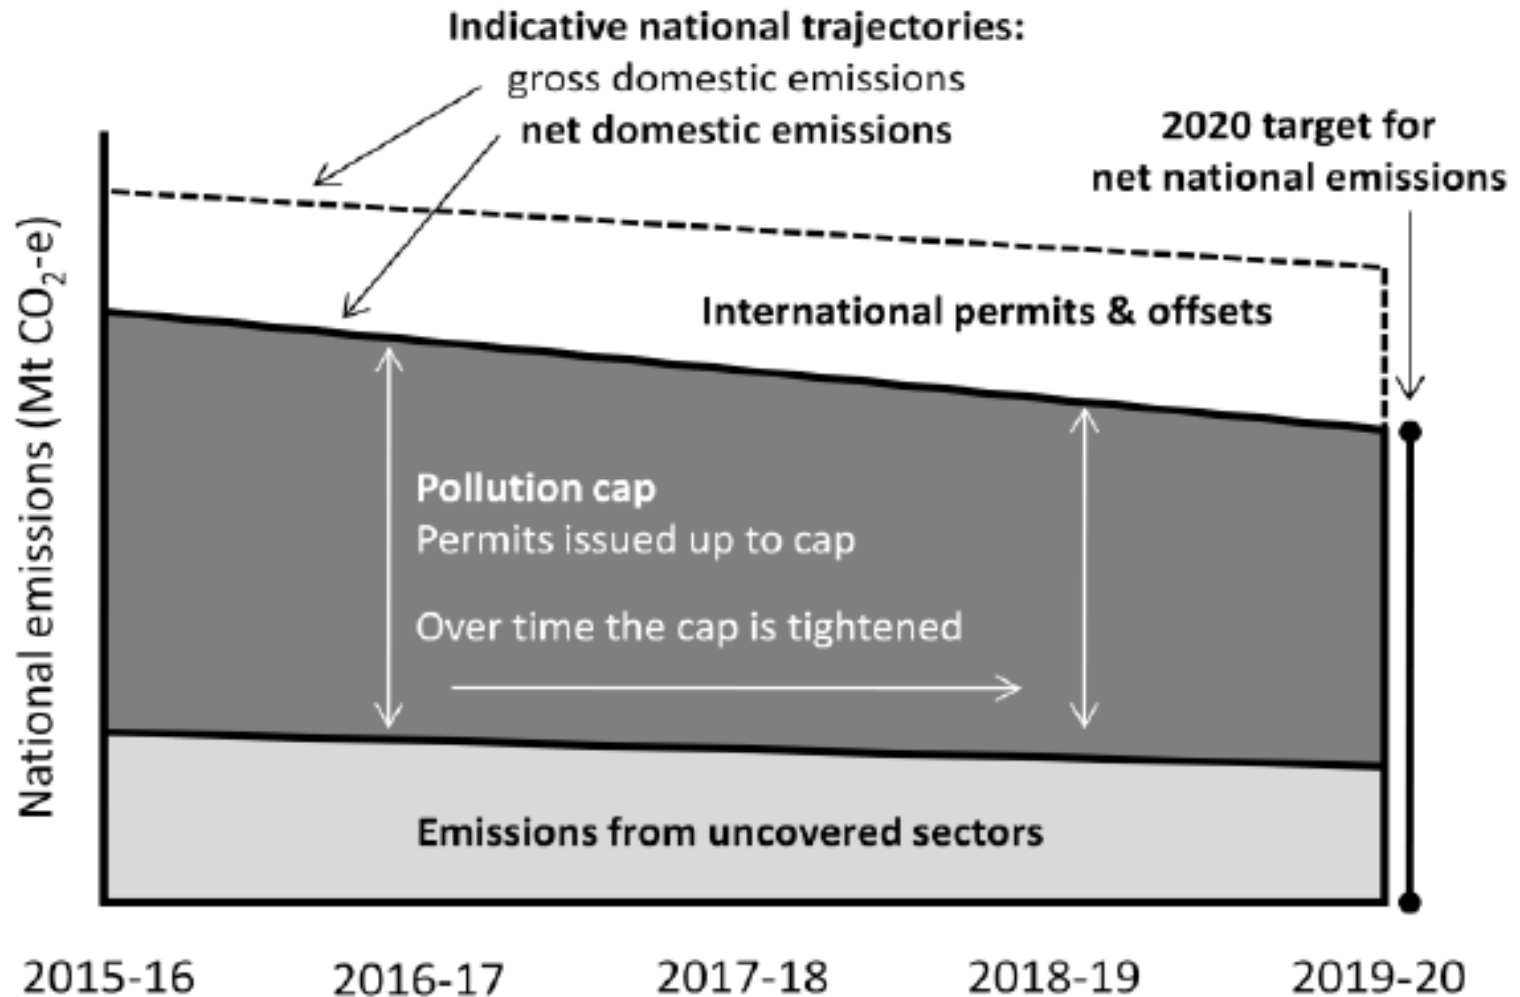 Indicative national trajectories:
gross domestic emissions
net domestic emissions
2020 target for
net national emissions
National emissions (Mt CO₂-e)
International permits & offsets
Pollution cap
Permits issued up to cap
Over time the cap is tightened
Emissions from uncovered sectors
2015-16
2016-17
2017-18
2018-19
2019-20